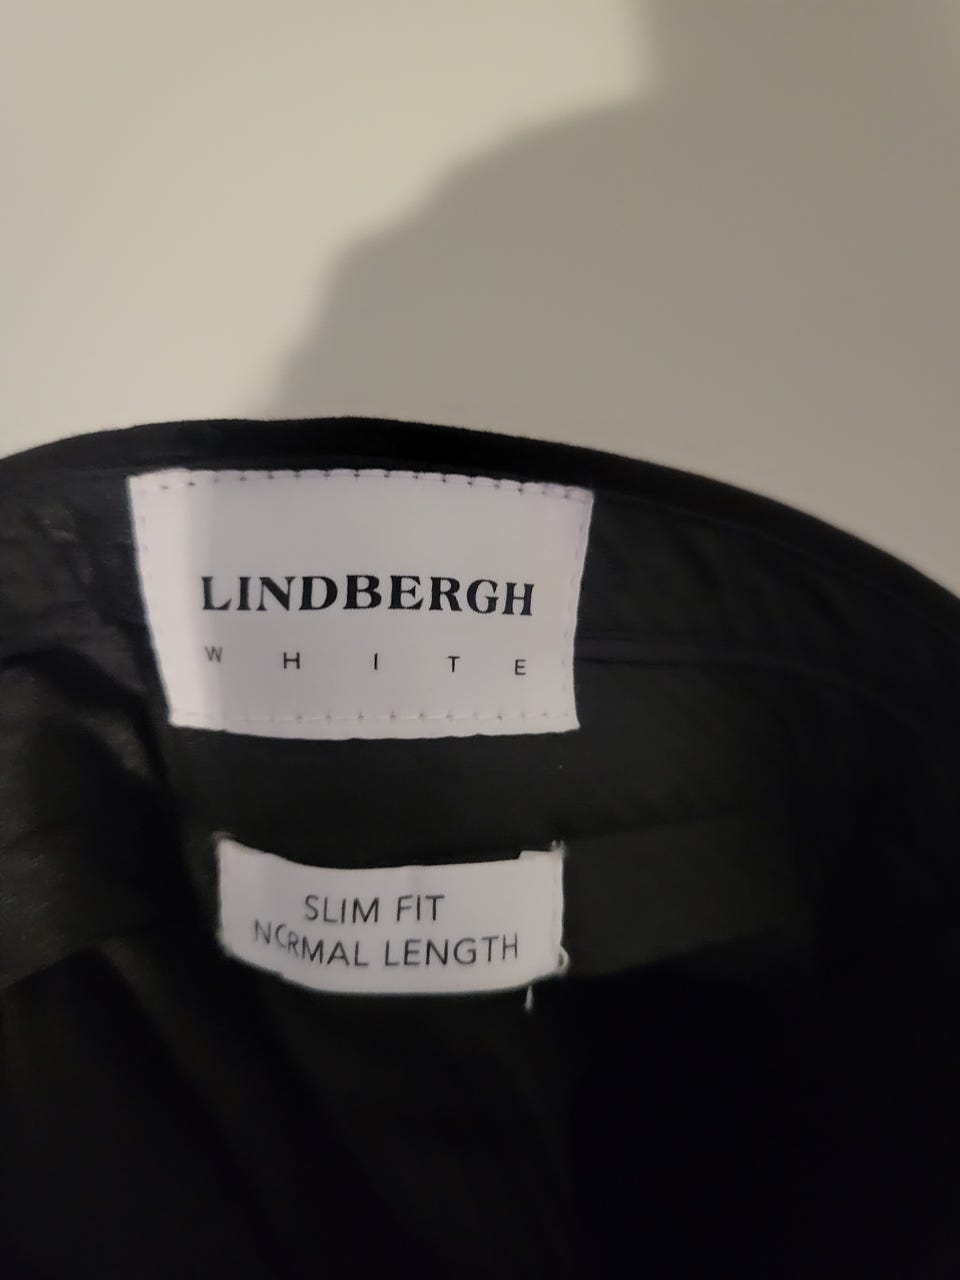 LINDBERGH
WHITE
SLIM FIT
NORMAL LENGTH